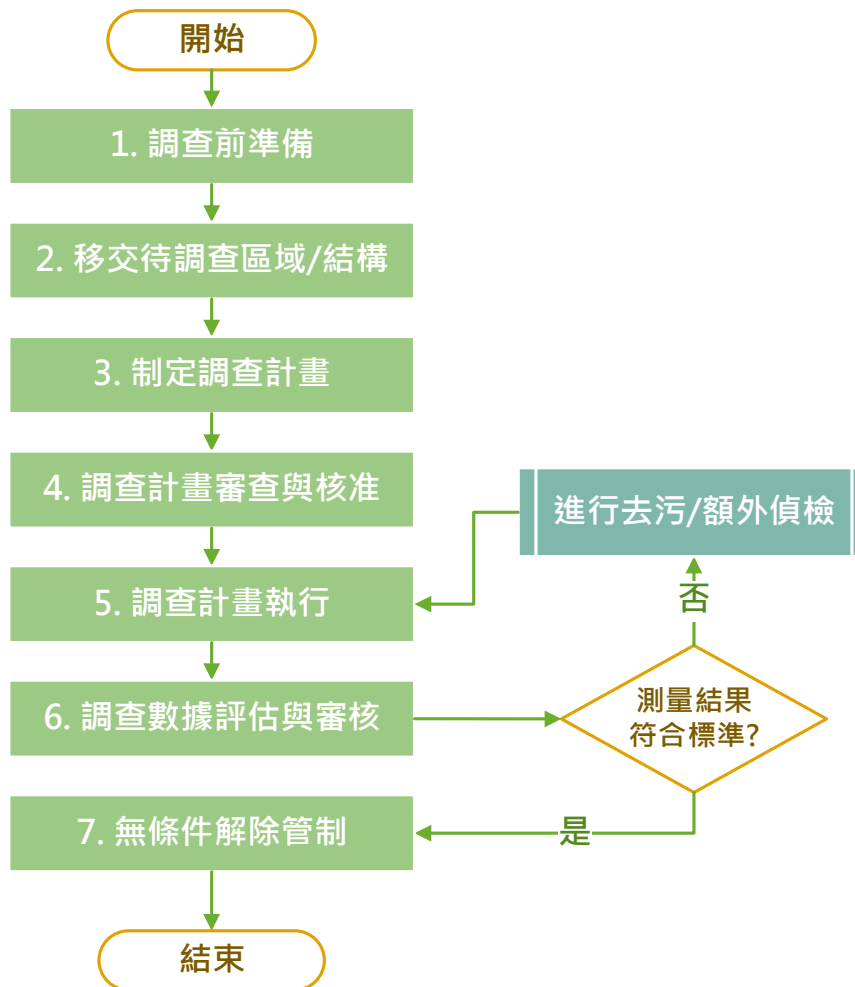 開始
1. 調查前準備
2. 移交待調查區域/結構
3. 制定調查計畫
4. 調查計畫審查與核准
進行去污/額外偵檢
5. 調查計畫執行
否
6. 調查數據評估與審核
測量結果
符合標準?
7. 無條件解除管制
是
結束